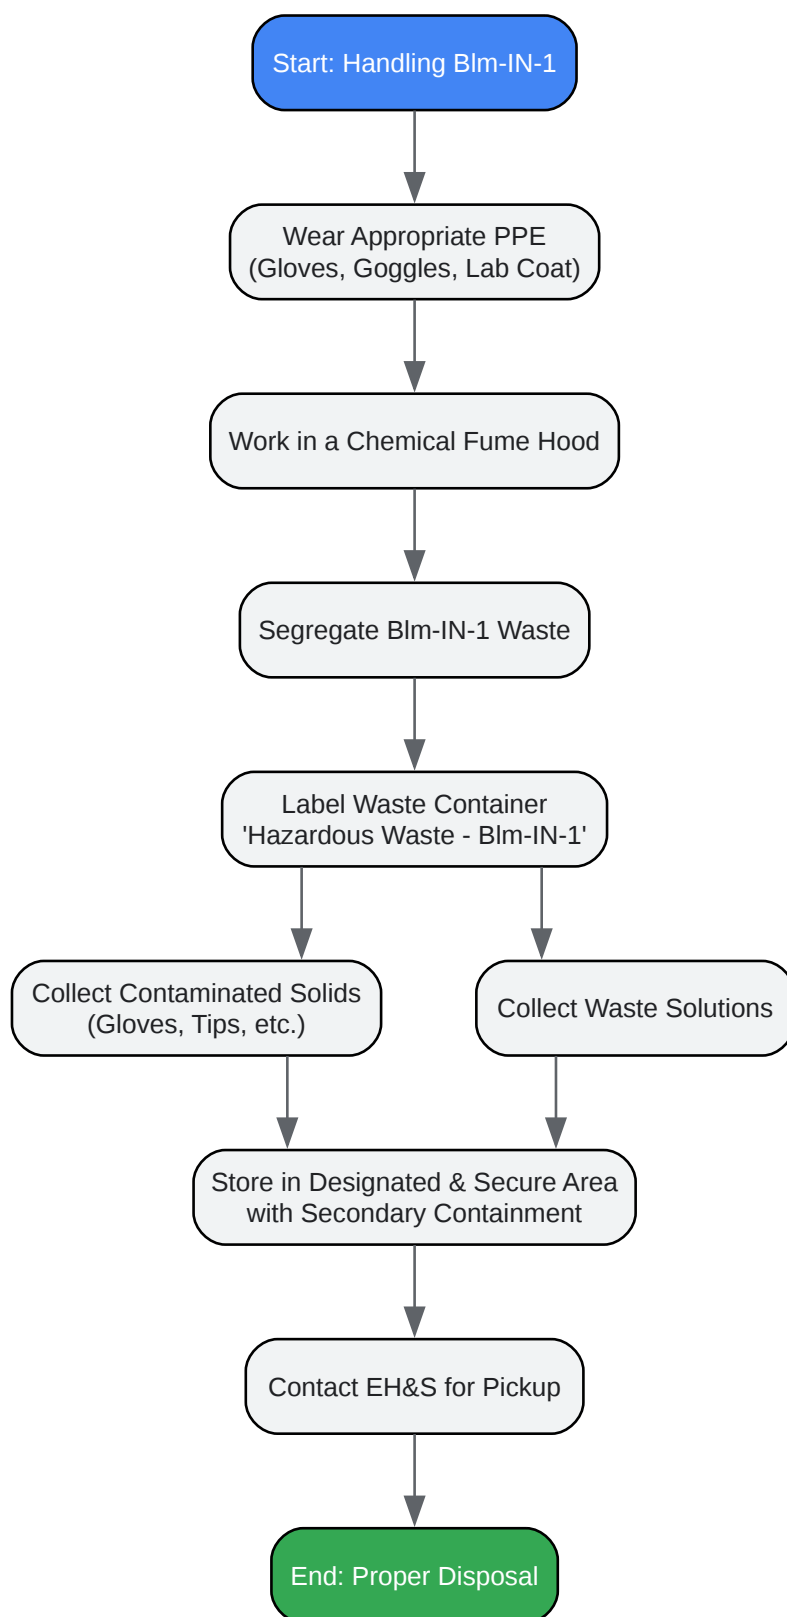 Start: Handling Blm-IN-1
Wear Appropriate PPE
(Gloves, Goggles, Lab Coat)
Work in a Chemical Fume Hood
Segregate Blm-IN-1 Waste
Label Waste Container
'Hazardous Waste - Blm-IN-1'
Collect Contaminated Solids
(Gloves, Tips, etc.)
Collect Waste Solutions
Store in Designated & Secure Area
with Secondary Containment
Contact EH&S for Pickup
End: Proper Disposal